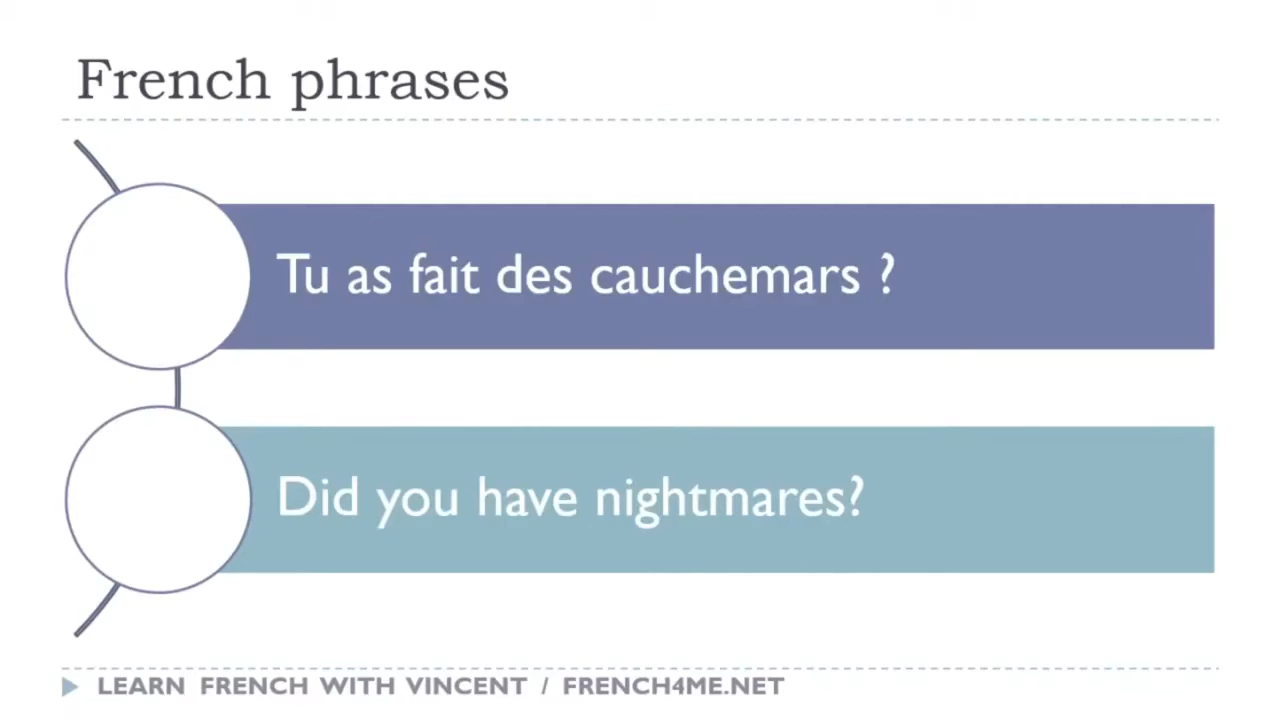 French phrases
Tu as fait des cauchemars ?
Did you have nightmares?
LEARN FRENCH WITH VINCENT / FRENCH4ME.NET